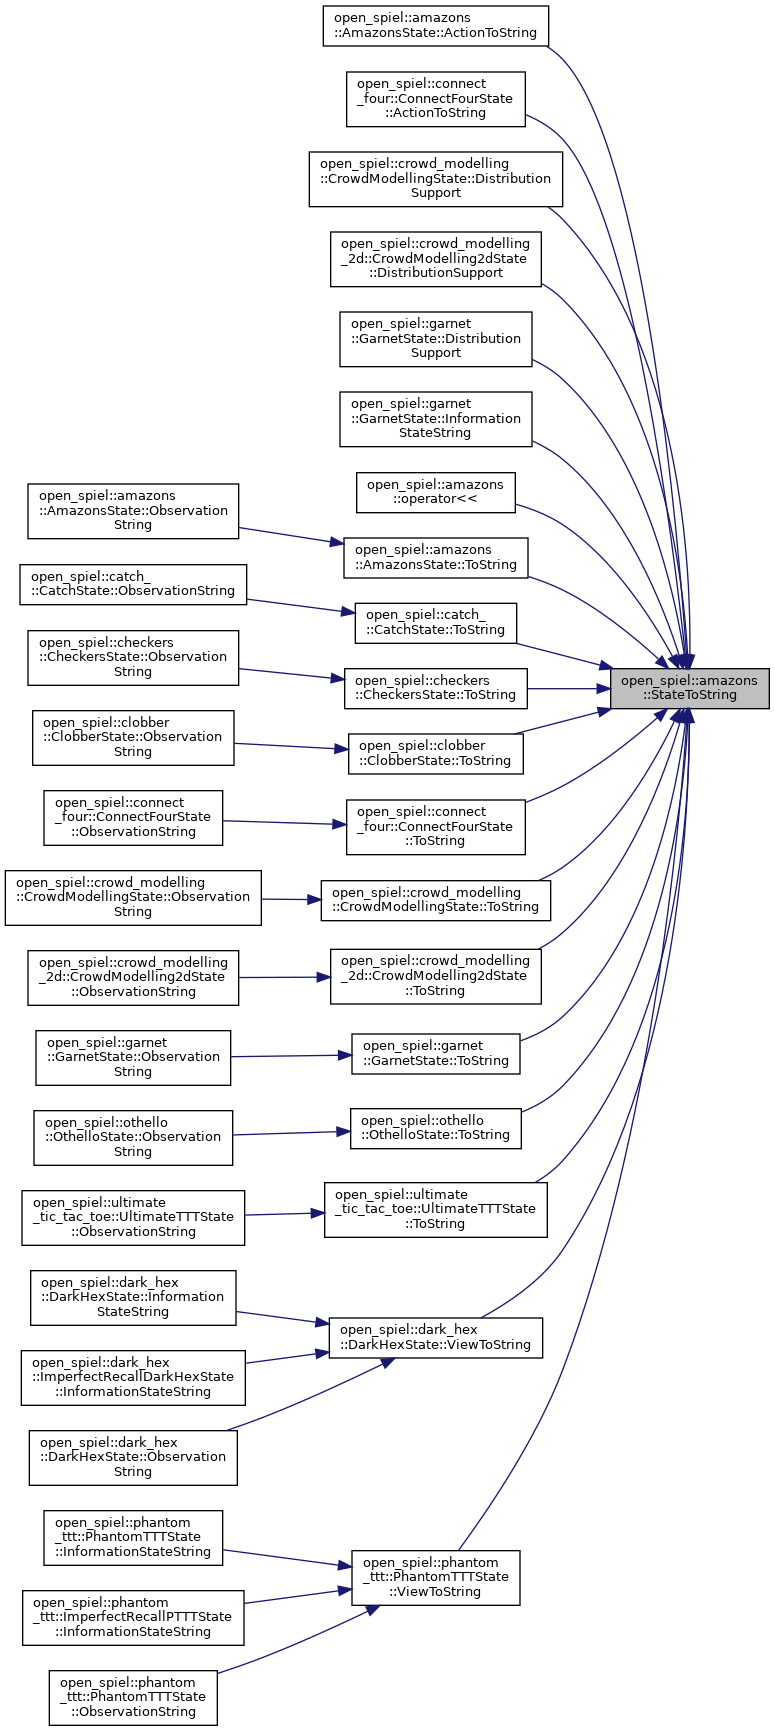 open_spiel::amazons
::AmazonsState::ActionToString
open_spiel::connect
_four::ConnectFourState
::ActionToString
open_spiel::crowd_modelling
::CrowdModellingState::Distribution
Support
open_spiel::crowd_modelling
_2d::CrowdModelling2dState
::DistributionSupport
open_spiel::garnet
::GarnetState::Distribution
Support
open_spiel::garnet
::GarnetState::Information
StateString
open_spiel::amazons
::operator<<
open_spiel::amazons
::AmazonsState::Observation
String
open_spiel::amazons
::AmazonsState::ToString
open_spiel::catch_
::CatchState::ObservationString
open_spiel::catch_
::CatchState::ToString
open_spiel::checkers
::CheckersState::Observation
String
open_spiel::checkers
::CheckersState::ToString
open_spiel::amazons
::StateToString
open_spiel::clobber
::ClobberState::Observation
String
open_spiel::clobber
::ClobberState::ToString
open_spiel::connect
_four::ConnectFourState
::ObservationString
open_spiel::connect
_four::ConnectFourState
::ToString
open_spiel::crowd_modelling
::CrowdModellingState::Observation
String
open_spiel::crowd_modelling
::CrowdModellingState::ToString
open_spiel::crowd_modelling
_2d::CrowdModelling2dState
::ObservationString
open_spiel::crowd_modelling
_2d::CrowdModelling2dState
::ToString
open_spiel::garnet
::GarnetState::Observation
String
open_spiel::garnet
::GarnetState::ToString
open_spiel::othello
::OthelloState::Observation
String
open_spiel::othello
::OthelloState::ToString
open_spiel::ultimate
_tic_tac_toe::UltimateTTTState
::ObservationString
open_spiel::ultimate
_tic_tac_toe::UltimateTTTState
::ToString
open_spiel::dark_hex
::DarkHexState::Information
StateString
open_spiel::dark_hex
::DarkHexState::ViewToString
open_spiel::dark_hex
::ImperfectRecallDarkHexState
::InformationStateString
open_spiel::dark_hex
::DarkHexState::Observation
String
open_spiel::phantom
_ttt::PhantomTTTState
::InformationStateString
open_spiel::phantom
_ttt::PhantomTTTState
::ViewToString
open_spiel::phantom
_ttt::ImperfectRecallPTTTState
::InformationStateString
open_spiel::phantom
_ttt::PhantomTTTState
::ObservationString